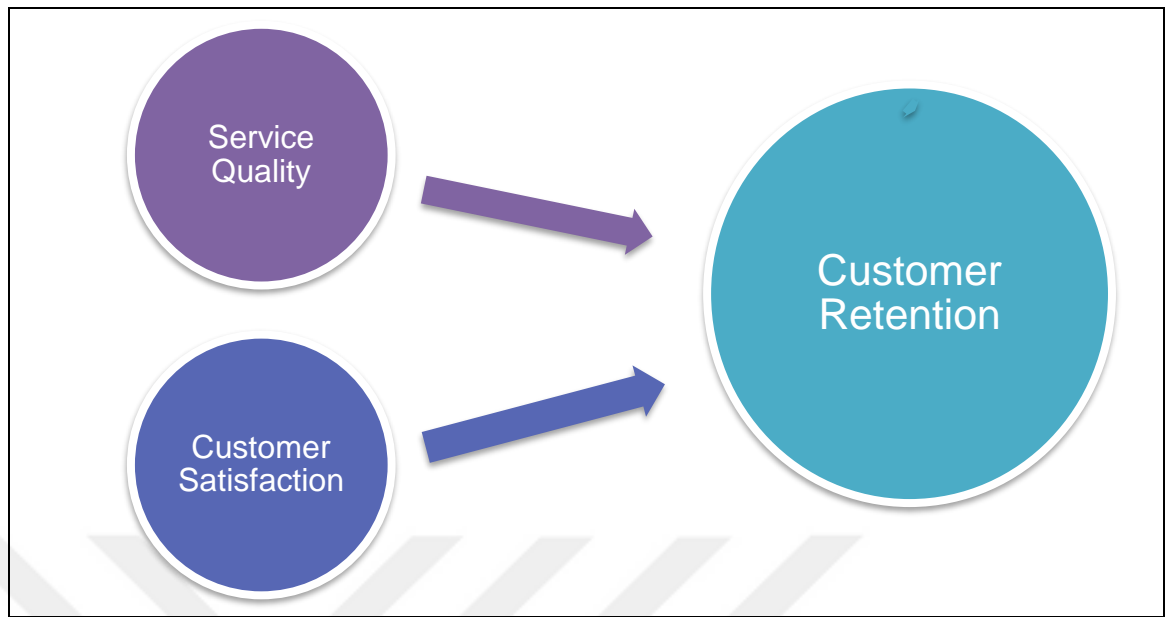 Service
Quality
Customer
Retention
Customer
Satisfaction